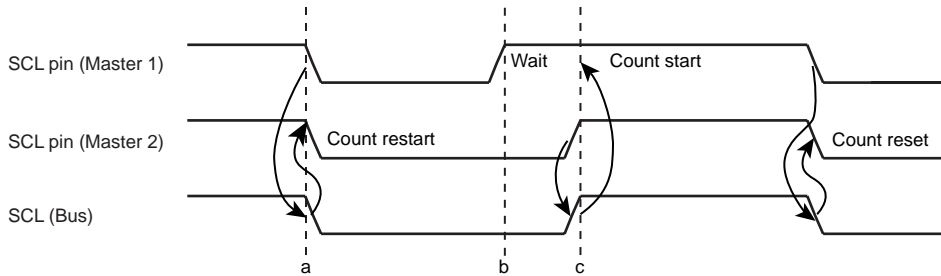 SCL pin (Master 1)
Wait
Count start
SCL pin (Master 2)
Count restart
Count reset
SCL (Bus)
a
b
c